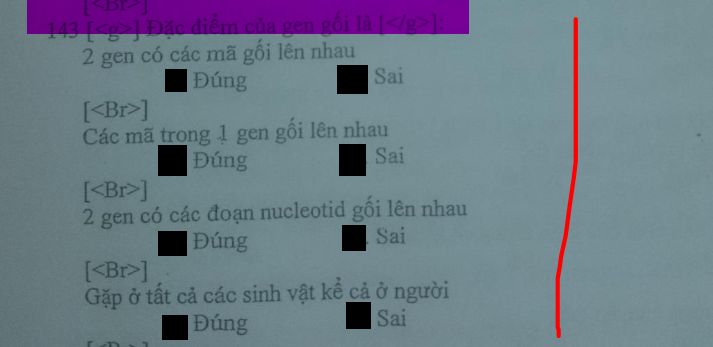 [<Br>]
143 [<g>] Đặc điểm của gen gối là [</g>]:
2 gen có các mã gối lên nhau
Đúng Sai
[<Br>]
Các mã trong 1 gen gối lên nhau
Đúng Sai
[<Br>]
2 gen có các đoạn nucleotid gối lên nhau
Đúng Sai
[<Br>]
Gặp ở tất cả các sinh vật kể cả ở người
Đúng Sai
[<Br>]